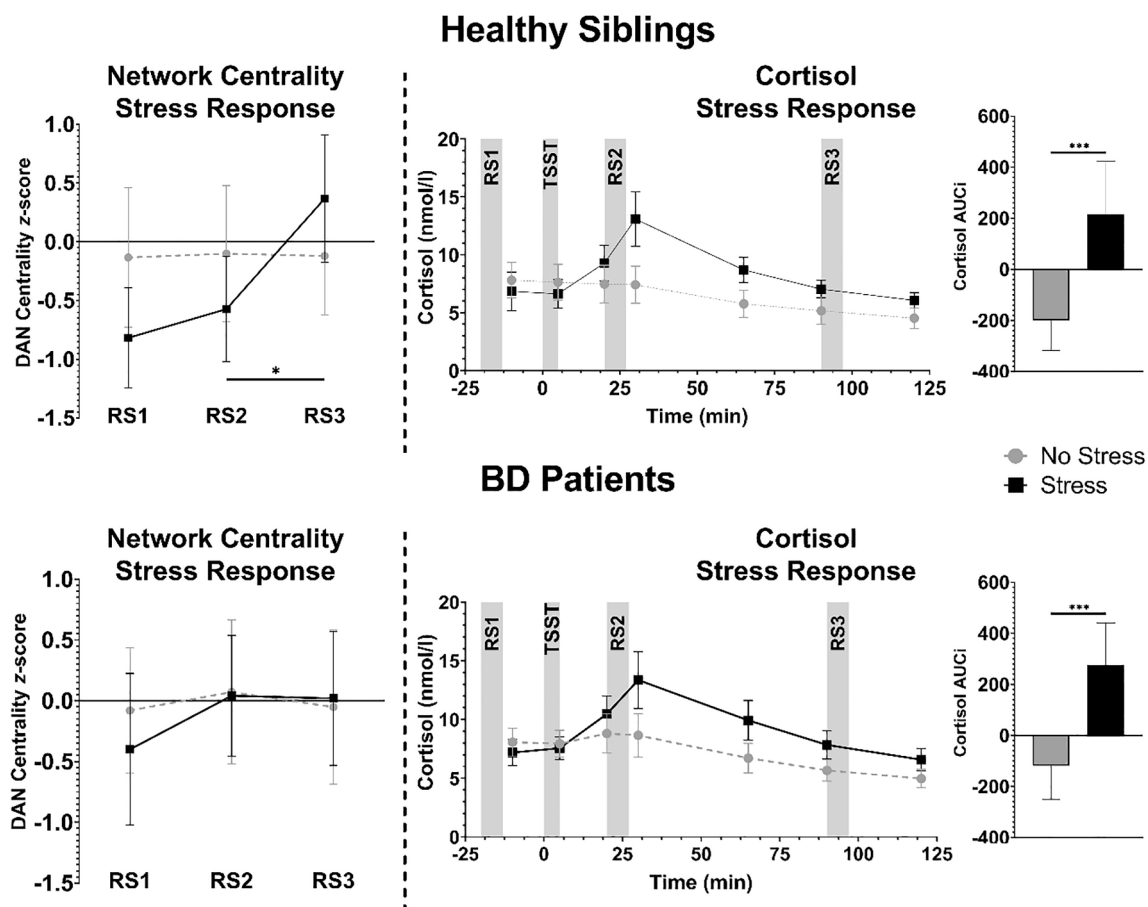 Healthy Siblings
Network Centrality
Stress Response
DAN Centrality z-score
1.0
0.5
0.0
-0.5
-1.0
-1.5
*
RS1
RS2
RS3
Cortisol
Stress Response
Cortisol (nmol/l)
20
15
10
5
0
RS1
TSST
RS2
RS3
-25
0
25
50
75
100
125
Time (min)
Cortisol AUCi
600
400
200
0
-200
-400
***
No Stress
Stress
BD Patients
Network Centrality
Stress Response
DAN Centrality z-score
1.0
0.5
0.0
-0.5
-1.0
-1.5
RS1
RS2
RS3
Cortisol
Stress Response
Cortisol (nmol/l)
20
15
10
5
0
RS1
TSST
RS2
RS3
-25
0
25
50
75
100
125
Time (min)
Cortisol AUCi
600
400
200
0
-200
-400
***